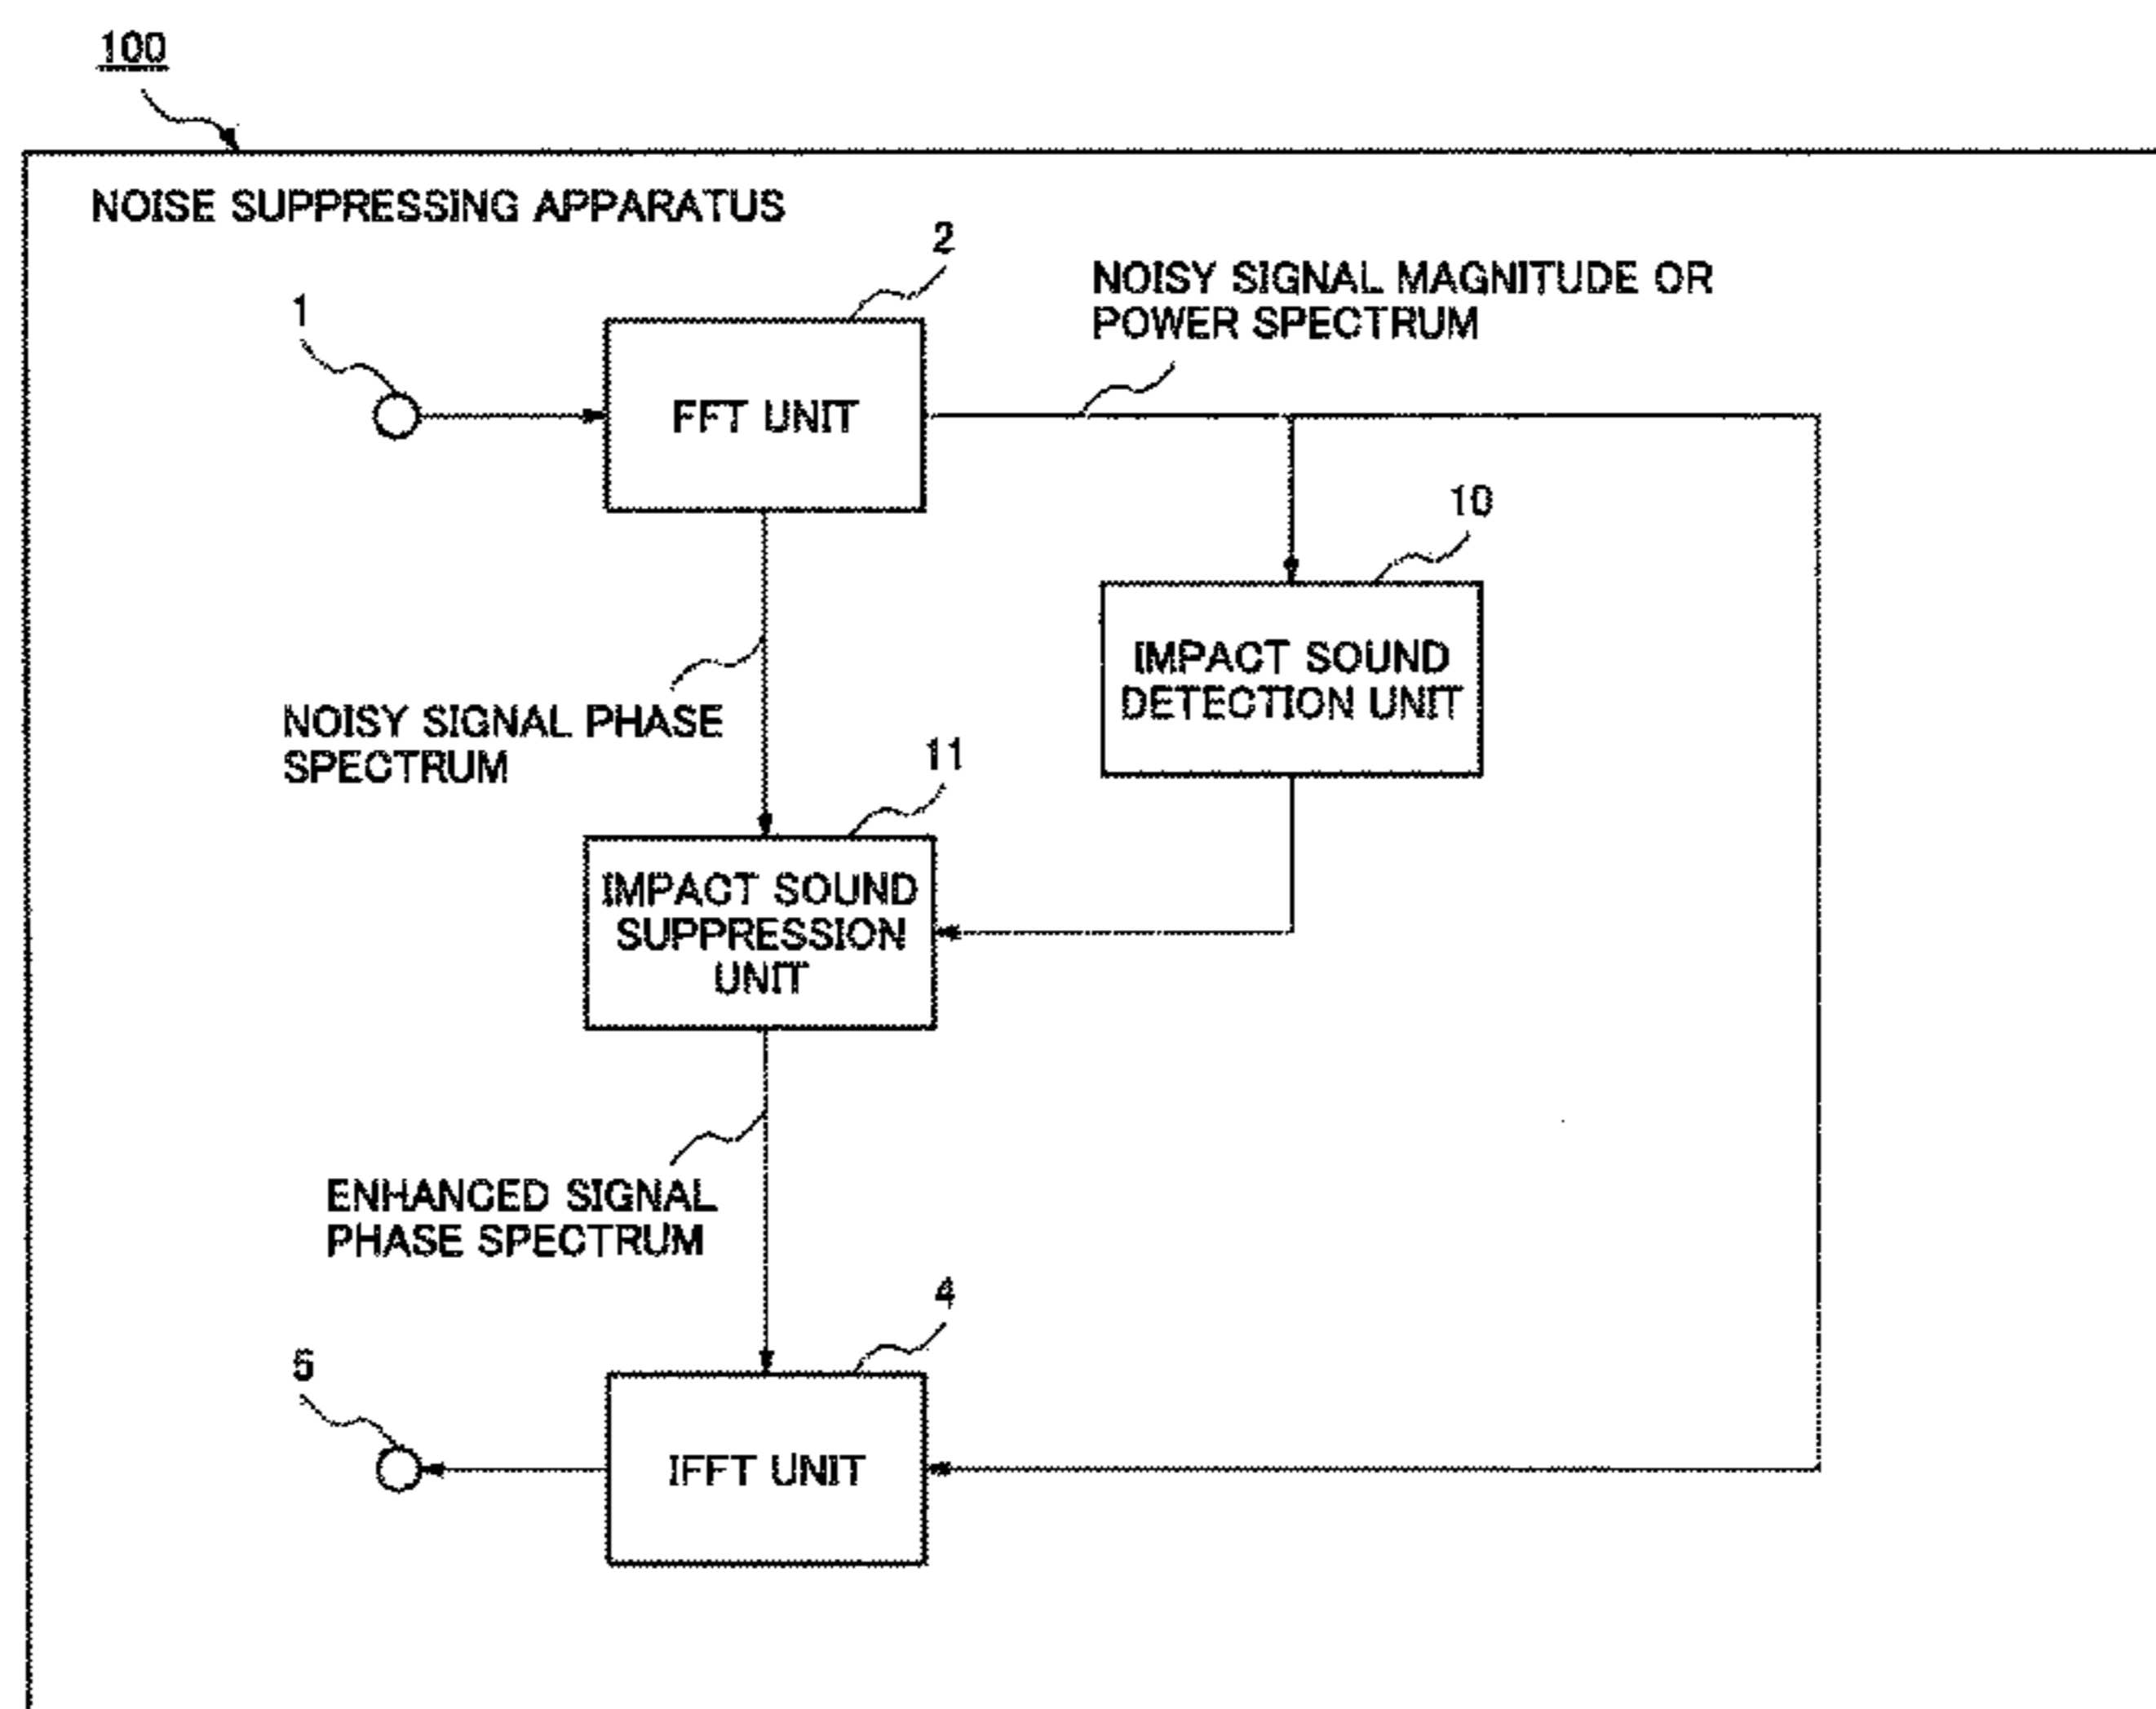 100
NOISE SUPPRESSING APPARATUS
2
NOISY SIGNAL MAGNITUDE OR
POWER SPECTRUM
1
FFT UNIT
10
IMPACT SOUND
DETECTION UNIT
NOISY SIGNAL PHASE
SPECTRUM
11
IMPACT SOUND
SUPPRESSION
UNIT
ENHANCED SIGNAL
PHASE SPECTRUM
4
5
IFFT UNIT